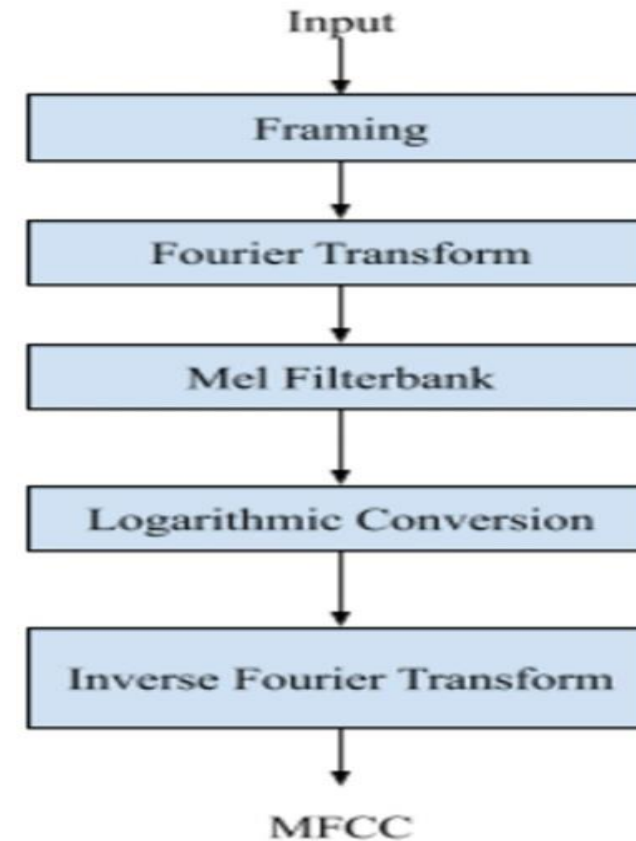 Input
Framing
Fourier Transform
Mel Filterbank
Logarithmic Conversion
Inverse Fourier Transform
MFCC